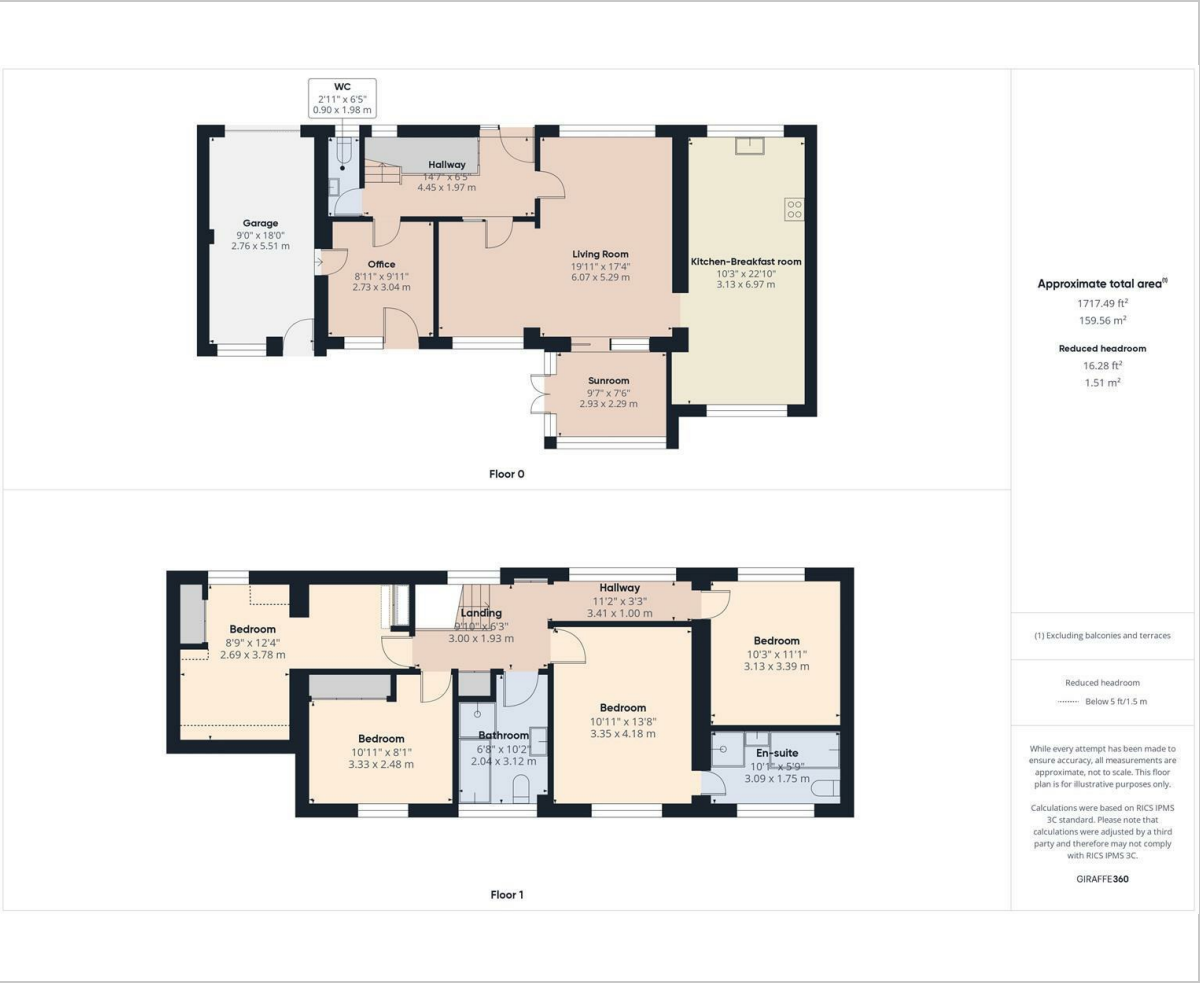 WC
2'11" x 6'5"
0.90 x 1.98 m
Hallway
14'7" x 6'5"
4.45 x 1.97 m
Garage
9'0" x 18'0"
2.76 x 5.51 m
Office
8'11" x 9'11"
2.73 x 3.04 m
Living Room
19'11" x 17'4"
6.07 x 5.29 m
Kitchen-Breakfast room
10'3" x 22'10"
3.13 x 6.97 m
Sunroom
9'7" x 7'6"
2.93 x 2.29 m
Floor 0
Bedroom
8'9" x 12'4"
2.69 x 3.78 m
Landing
9'10" x 6'3"
3.00 x 1.93 m
Hallway
11'2" x 3'3"
3.41 x 1.00 m
Bedroom
10'3" x 11'1"
3.13 x 3.39 m
Bedroom
10'11" x 8'1"
3.33 x 2.48 m
Bathroom
6'8" x 10'2"
2.04 x 3.12 m
Bedroom
10'11" x 13'8"
3.35 x 4.18 m
En-suite
10'1" x 5'9"
3.09 x 1.75 m
Floor 1
Approximate total area(1)
1717.49 ft²
159.56 m²
Reduced headroom
16.28 ft²
1.51 m²
(1) Excluding balconies and terraces
Reduced headroom
Below 5 ft/1.5 m
While every attempt has been made to
ensure accuracy, all measurements are
approximate, not to scale. This floor
plan is for illustrative purposes only.
Calculations were based on RICS IPMS
3C standard. Please note that
calculations were adjusted by a third
party and therefore may not comply
with RICS IPMS 3C.
GIRAFFE360